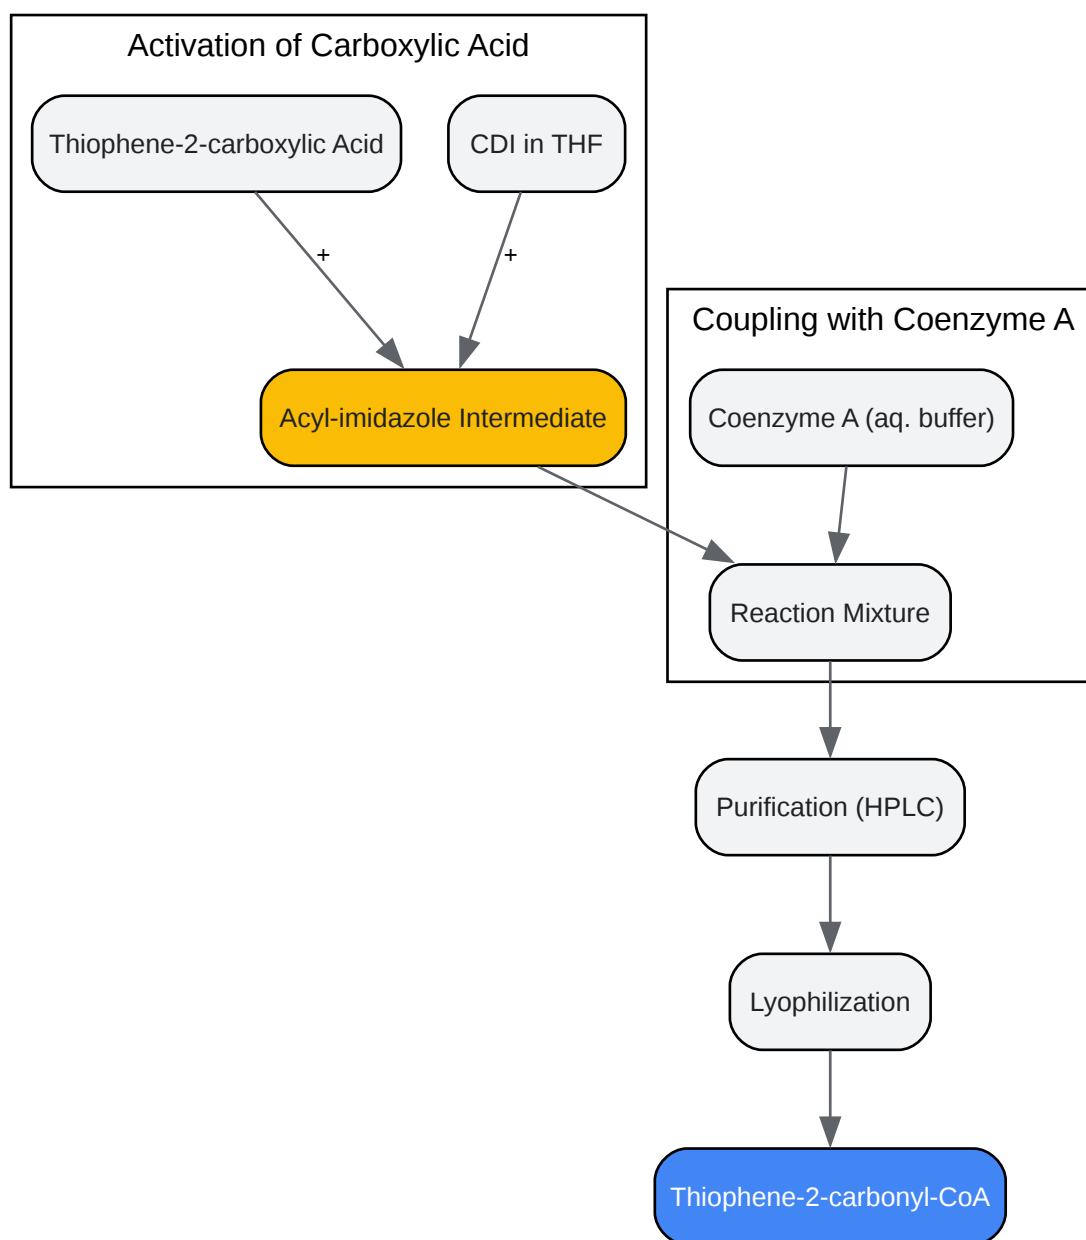 Activation of Carboxylic Acid
Thiophene-2-carboxylic Acid
CDI in THF
+
+
Acyl-imidazole Intermediate
Coupling with Coenzyme A
Coenzyme A (aq. buffer)
Reaction Mixture
Purification (HPLC)
Lyophilization
Thiophene-2-carbonyl-CoA